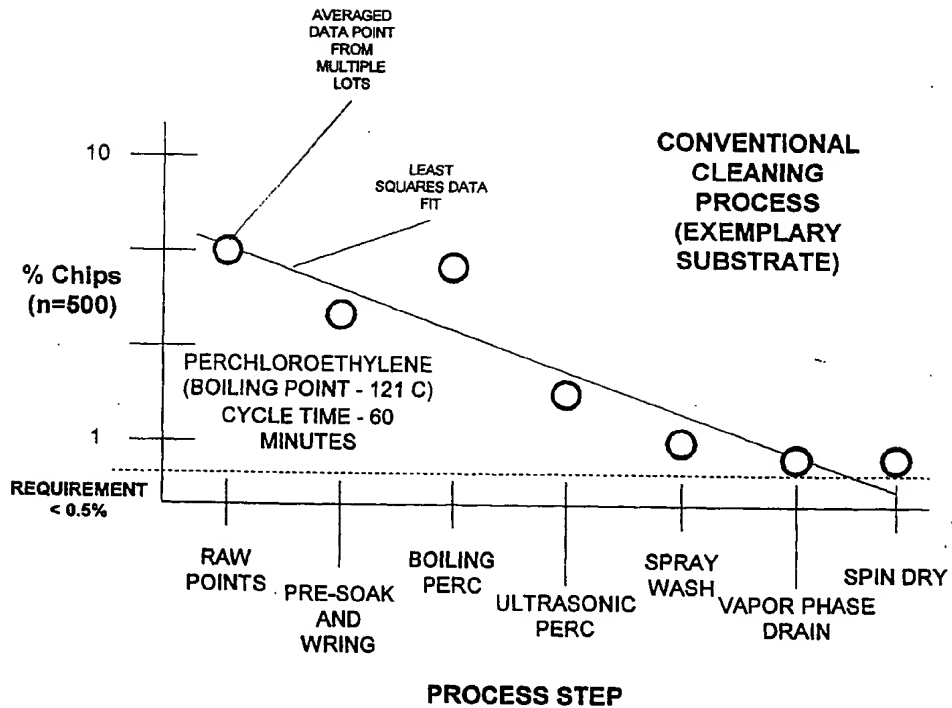 AVERAGED
DATA POINT
FROM
MULTIPLE
LOTS
CONVENTIONAL
CLEANING
PROCESS
(EXEMPLARY
SUBSTRATE)
10
LEAST
SQUARES DATA
FIT
% Chips
(n=500)
PERCHLOROETHYLENE
(BOILING POINT - 121 C)
CYCLE TIME - 60
MINUTES
1
REQUIREMENT
< 0.5%
RAW
POINTS
PRE-SOAK
AND
WRING
BOILING
PERC
ULTRASONIC
PERC
SPRAY
WASH
VAPOR PHASE
DRAIN
SPIN DRY
PROCESS STEP